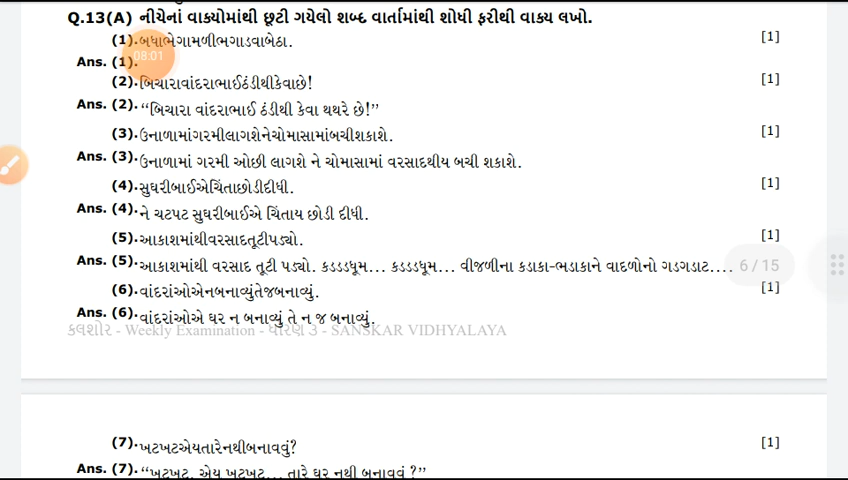 Q.13(A) નીચેનાં વાક્યોમાંથી છૂટી ગયેલો શબ્દ વાર્તામાંથી શોધી ફરીથી વાક્ય લખો.
(1). બધાભેગામળીભગાડવાબેઠા. [1]
08:01
Ans. (1).
(2). બિચારાવાંદરાભાઈઠંડીથીકેવાછે! [1]
Ans. (2). “બિચારા વાંદરાભાઈ ઠંડીથી કેવા થથરે છે!”
(3). ઉનાળામાંગરમીલાગશેનેચોમાસામાંબચીશકાશે. [1]
Ans. (3). ઉનાળામાં ગરમી ઓછી લાગશે ને ચોમાસામાં વરસાદથીય બચી શકાશે.
(4). સુઘરીબાઈએચિંતાછોડીદીધી. [1]
Ans. (4). ને ચટપટ સુઘરીબાઈએ ચિંતાય છોડી દીધી.
(5). આકાશમાંથીવરસાદતૂટીપડ્યો. [1]
Ans. (5). આકાશમાંથી વરસાદ તૂટી પડ્યો. કડડડધૂમ... કડડડધૂમ... વીજળીના કડાકા-ભડાકાને વાદળોનો ગડગડાટ....
6 / 15
(6). વાંદરાંઓએનબનાવ્યુંતેજબનાવ્યું. [1]
Ans. (6). વાંદરાંઓએ ઘર ન બનાવ્યું તે ન જ બનાવ્યું.
કલશોર - Weekly Examination - ધોરણ 3 - SANSKAR VIDHYALAYA
(7). ખટખટએયતારેનથીબનાવવું? [1]
Ans. (7). “ખટખટ, એય ખટખટ... તારે ઘર નથી બનાવવું ?”